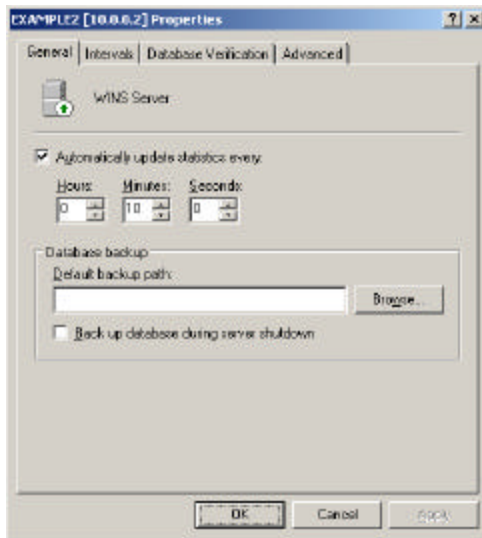 EXAMPLE2 [10.0.0.2] Properties
General Intervals Database Verification Advanced
WINS Server
Automatically update statistics every:
Hours: Minutes: Seconds:
0 10 0
Database backup
Default backup path:
Browse...
Back up database during server shutdown
OK Cancel Apply